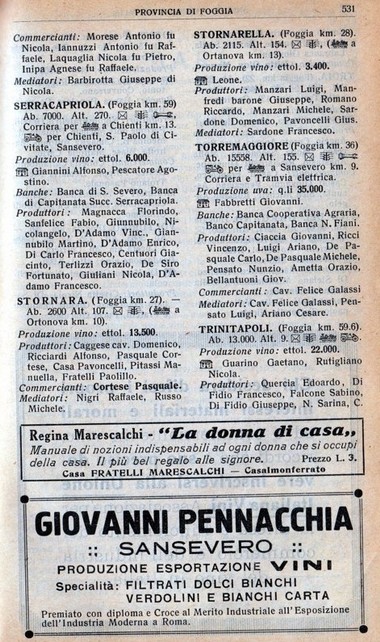 PROVINCIA DI FOGGIA
531
Commercianti: Morese Antonio fu
Nicola, Iannuzzi Antonio fu Raf-
faele, Laquaglia Nicola fu Pietro,
Inipa Agnese fu Raffaele.
Mediatori: Barbirotta Giuseppe di
Nicola.
SERRACAPRIOLA. (Foggia km. 59)
Ab. 7000. Alt. 270.
Corriera per a Chienti km. 13.
per Chienti, S. Paolo di Ci-
vitate, Sansevero.
Produzione vino: ettol. 6.000.
Giannini Alfonso, Pescatore Ago-
stino.
Banche: Banca di S. Severo, Banca
di Capitanata Succ. Serracapriola.
Produttori: Magnacca Florindo,
Sanfelice Fabio, Giunnubilo, Ni-
colangelo, D'Adamo Vinc., Gian-
nubilo Martino, D'Adamo Enrico,
Di Carlo Francesco, Centuori Gia-
cinto, Terlizzi Orazio, De Siro
Fortunato, Giuliani Nicola, D'A-
damo Francesco.
STORNARA. (Foggia km. 27). —
Ab. 2600 Alt. 107. (a
Ortonova km. 10).
Produzione vino: ettol. 13.500.
Produttori: Caggese cav. Domenico,
Ricciardi Alfonso, Pasquale Cor-
tese, Casa Pavoncelli, Pitassi Ma-
nuella, Fratelli Paolillo.
Commercianti: Cortese Pasquale.
Mediatori: Nigri Raffaele, Russo
Michele.
STORNARELLA. (Foggia km. 28).
Ab. 2115. Alt. 154. (a
Ortanova km. 13).
Produzione vino: ettol. 3.400.
Leone.
Produttori: Manzari Luigi, Man-
fredi barone Giuseppe, Romano
Riccardo, Manzari Michele, Sar-
done Domenico, Pavoncelli Gius.
Mediatori: Sardone Francesco.
TORREMAGGIORE (Foggia km. 36)
Ab. 15558. Alt. 155.
per a Sansevero km. 9.
Corriera e Tramvia elettrica.
Produzione uva: q.li 35.000.
Fabbretti Giovanni.
Banche: Banca Cooperativa Agraria,
Banco Capitanata, Banca N. Fiani.
Produttori: Ciaccia Giovanni, Ricci
Vincenzo, Luigi Ariano, De Pa-
squale Carlo, De Pasquale Michele,
Pensato Nunzio, Ametta Orazio,
Bellantuoni Giov.
Commercianti: Cav. Felice Galassi
Mediatori: Cav. Felice Galassi, Pen-
sato Luigi, Ariano Cesare.
TRINITAPOLI. (Foggia km. 59.6).
Ab. 13.000. Alt. 9.
Produzione vino: ettol. 22.000.
Guarino Gaetano, Rutigliano
Nicola.
Produttori: Quercia Edoardo, Di
Fidio Francesco, Falcone Sabino,
Di Fidio Giuseppe, N. Sarina, C.
Regina Marescalchi - "La donna di casa„
Manuale di nozioni indispensabili ad ogni donna che si occupi
della casa. Il più bel regalo alle signore. Prezzo L. 3.
Casa FRATELLI MARESCALCHI — Casalmonferrato
GIOVANNI PENNACCHIA
:: SANSEVERO ::
PRODUZIONE ESPORTAZIONE VINI
Specialità: FILTRATI DOLCI BIANCHI
VERDOLINI E BIANCHI CARTA
Premiato con diploma e Croce al Merito Industriale all'Esposizione
dell'Industria Moderna a Roma.